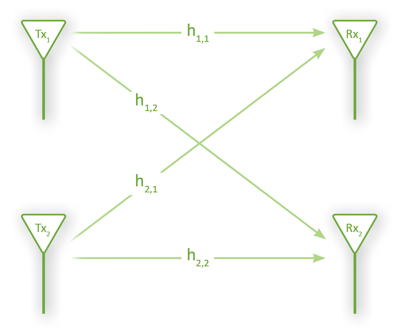 Tx₁ h₁,₁ Rx₁
h₁,₂
h₂,₁
Tx₂ Rx₂
h₂,₂